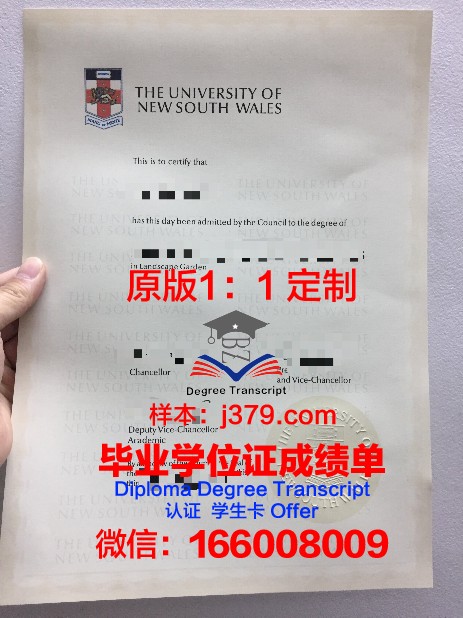 THE UNIVERSITY OF
NEW SOUTH WALES
This is to certify that
has this day been admitted by the Council to the degree of
in Landscape Garden
原版1：1 定制
Chancellor
and Vice-Chancellor
Degree Transcript
样本：j379.com
Deputy Vice-Chancellor
Academic
毕业学位证成绩单
Diploma Degree Transcript
认证 学生卡 Offer
微信：166008009